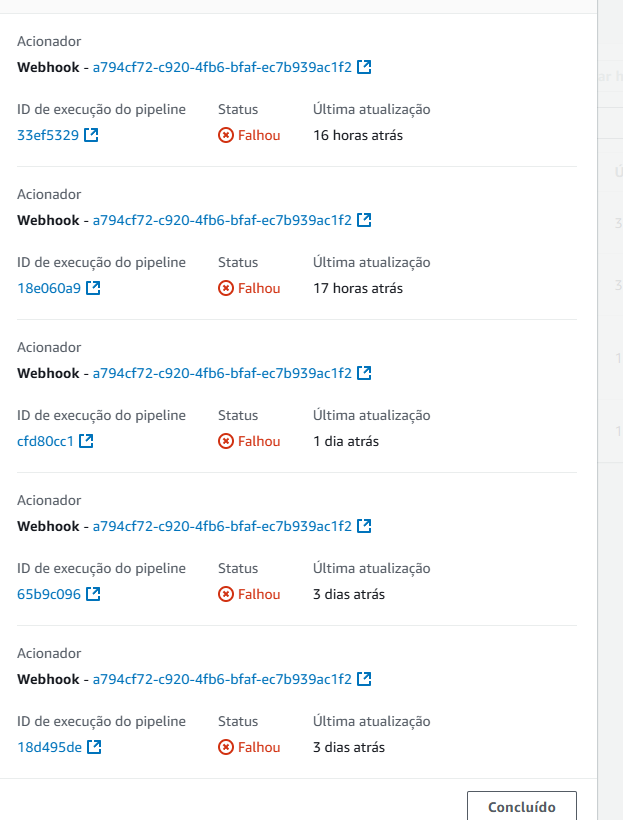 Acionador
Webhook - a794cf72-c920-4fb6-bfaf-ec7b939ac1f2
ID de execução do pipeline Status Última atualização
33ef5329 Falhou 16 horas atrás
Acionador
Webhook - a794cf72-c920-4fb6-bfaf-ec7b939ac1f2
ID de execução do pipeline Status Última atualização
18e060a9 Falhou 17 horas atrás
Acionador
Webhook - a794cf72-c920-4fb6-bfaf-ec7b939ac1f2
ID de execução do pipeline Status Última atualização
cfd80cc1 Falhou 1 dia atrás
Acionador
Webhook - a794cf72-c920-4fb6-bfaf-ec7b939ac1f2
ID de execução do pipeline Status Última atualização
65b9c096 Falhou 3 dias atrás
Acionador
Webhook - a794cf72-c920-4fb6-bfaf-ec7b939ac1f2
ID de execução do pipeline Status Última atualização
18d495de Falhou 3 dias atrás
Concluído